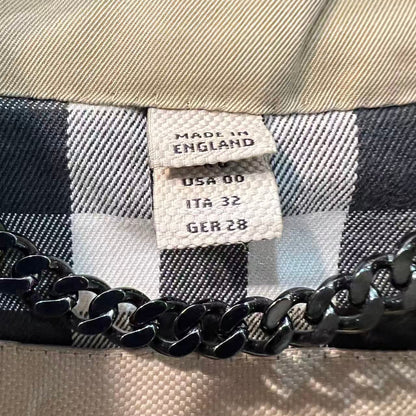 MADE IN
ENGLAND
USA 00
ITA 32
GER 28